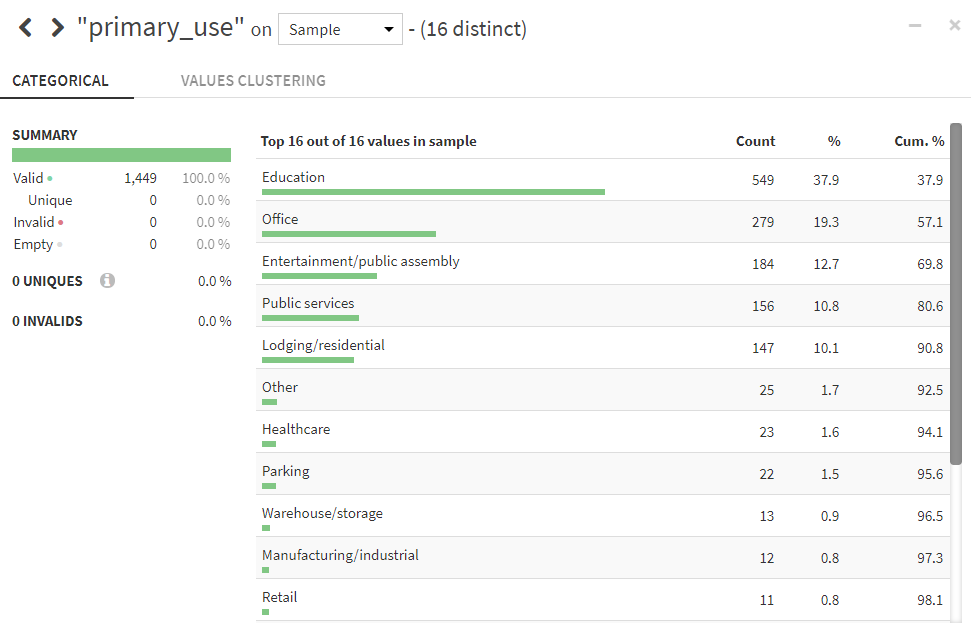 "primary_use" on Sample - (16 distinct)
CATEGORICAL VALUES CLUSTERING
SUMMARY
Valid 1,449 100.0 %
Unique 0 0.0 %
Invalid 0 0.0 %
Empty 0 0.0 %
0 UNIQUES 0.0 %
0 INVALIDS 0.0 %
Top 16 out of 16 values in sample Count % Cum. %
Education 549 37.9 37.9
Office 279 19.3 57.1
Entertainment/public assembly 184 12.7 69.8
Public services 156 10.8 80.6
Lodging/residential 147 10.1 90.8
Other 25 1.7 92.5
Healthcare 23 1.6 94.1
Parking 22 1.5 95.6
Warehouse/storage 13 0.9 96.5
Manufacturing/industrial 12 0.8 97.3
Retail 11 0.8 98.1